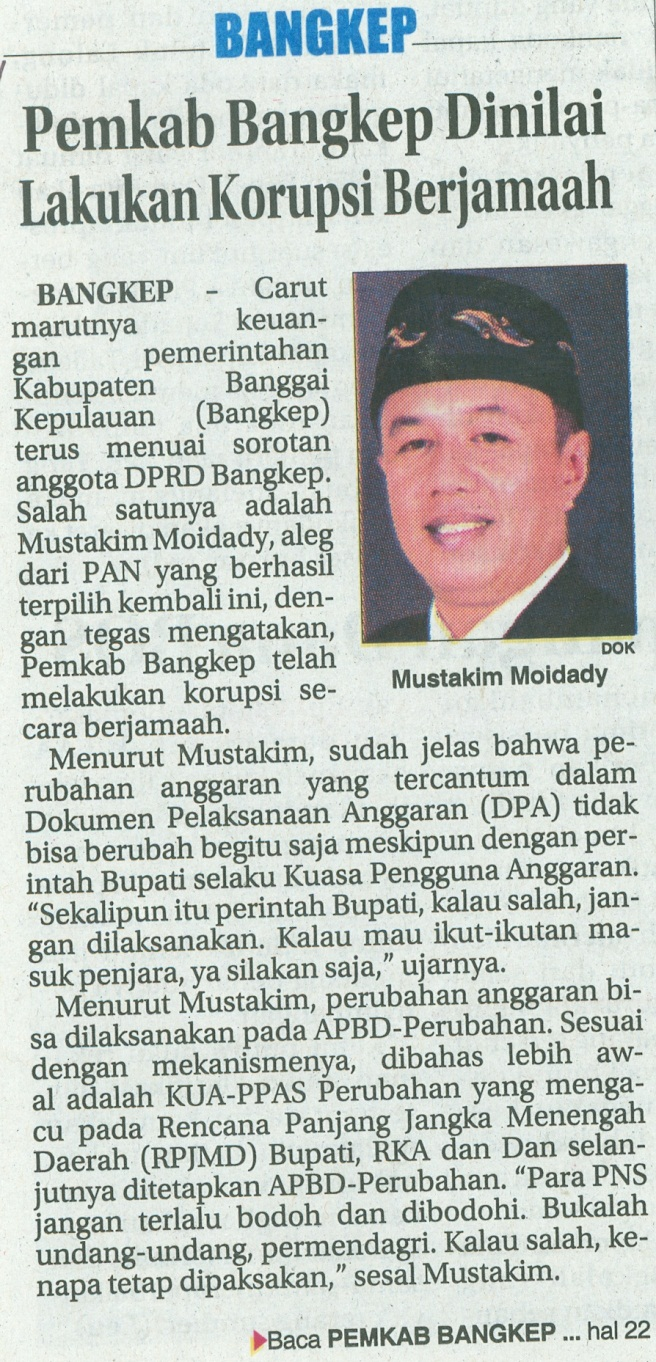 BANGKEP
Pemkab Bangkep Dinilai
Lakukan Korupsi Berjamaah
BANGKEP - Carut
marutnya keuan-
gan pemerintahan
Kabupaten Banggai
Kepulauan (Bangkep)
terus menuai sorotan
anggota DPRD Bangkep.
Salah satunya adalah
Mustakim Moidady, aleg
dari PAN yang berhasil
terpilih kembali ini, den-
gan tegas mengatakan,
Pemkab Bangkep telah
melakukan korupsi se-
cara berjamaah.
DOK
Mustakim Moidady
Menurut Mustakim, sudah jelas bahwa pe-
rubahan anggaran yang tercantum dalam
Dokumen Pelaksanaan Anggaran (DPA) tidak
bisa berubah begitu saja meskipun dengan per-
intah Bupati selaku Kuasa Pengguna Anggaran.
“Sekalipun itu perintah Bupati, kalau salah, jan-
gan dilaksanakan. Kalau mau ikut-ikutan ma-
suk penjara, ya silakan saja,” ujarnya.
Menurut Mustakim, perubahan anggaran bi-
sa dilaksanakan pada APBD-Perubahan. Sesuai
dengan mekanismenya, dibahas lebih aw-
al adalah KUA-PPAS Perubahan yang menga-
cu pada Rencana Panjang Jangka Menengah
Daerah (RPJMD) Bupati, RKA dan Dan selan-
jutnya ditetapkan APBD-Perubahan. “Para PNS
jangan terlalu bodoh dan dibodohi. Bukalah
undang-undang, permendagri. Kalau salah, ke-
napa tetap dipaksakan,” sesal Mustakim.
Baca PEMKAB BANGKEP ... hal 22